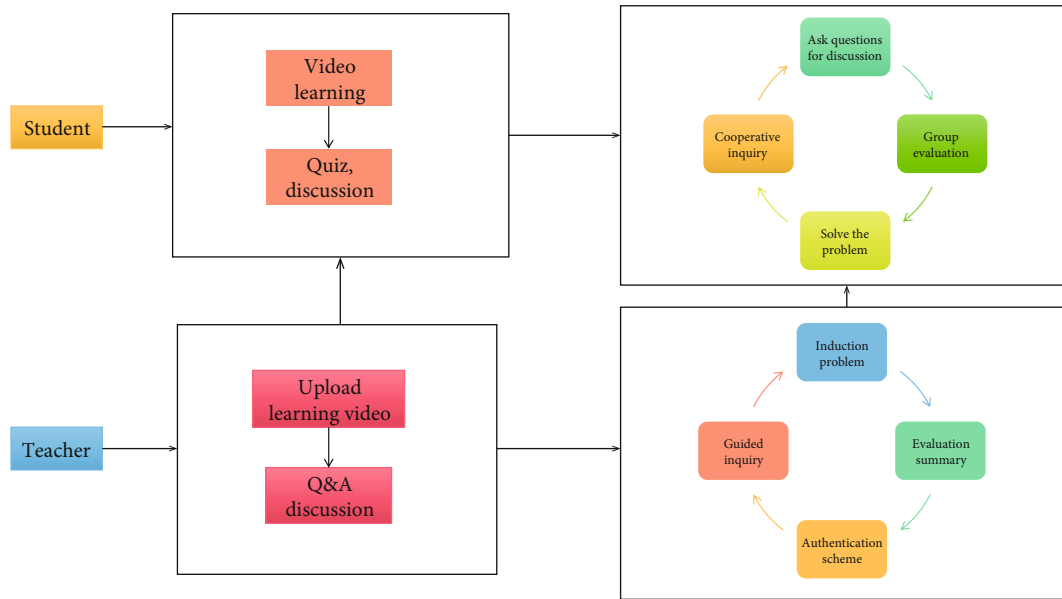 Student
Video
learning
Quiz,
discussion
Ask questions
for discussion
Cooperative
inquiry
Group
evaluation
Solve the
problem
Teacher
Upload
learning video
Q&A
discussion
Induction
problem
Guided
inquiry
Evaluation
summary
Authentication
scheme